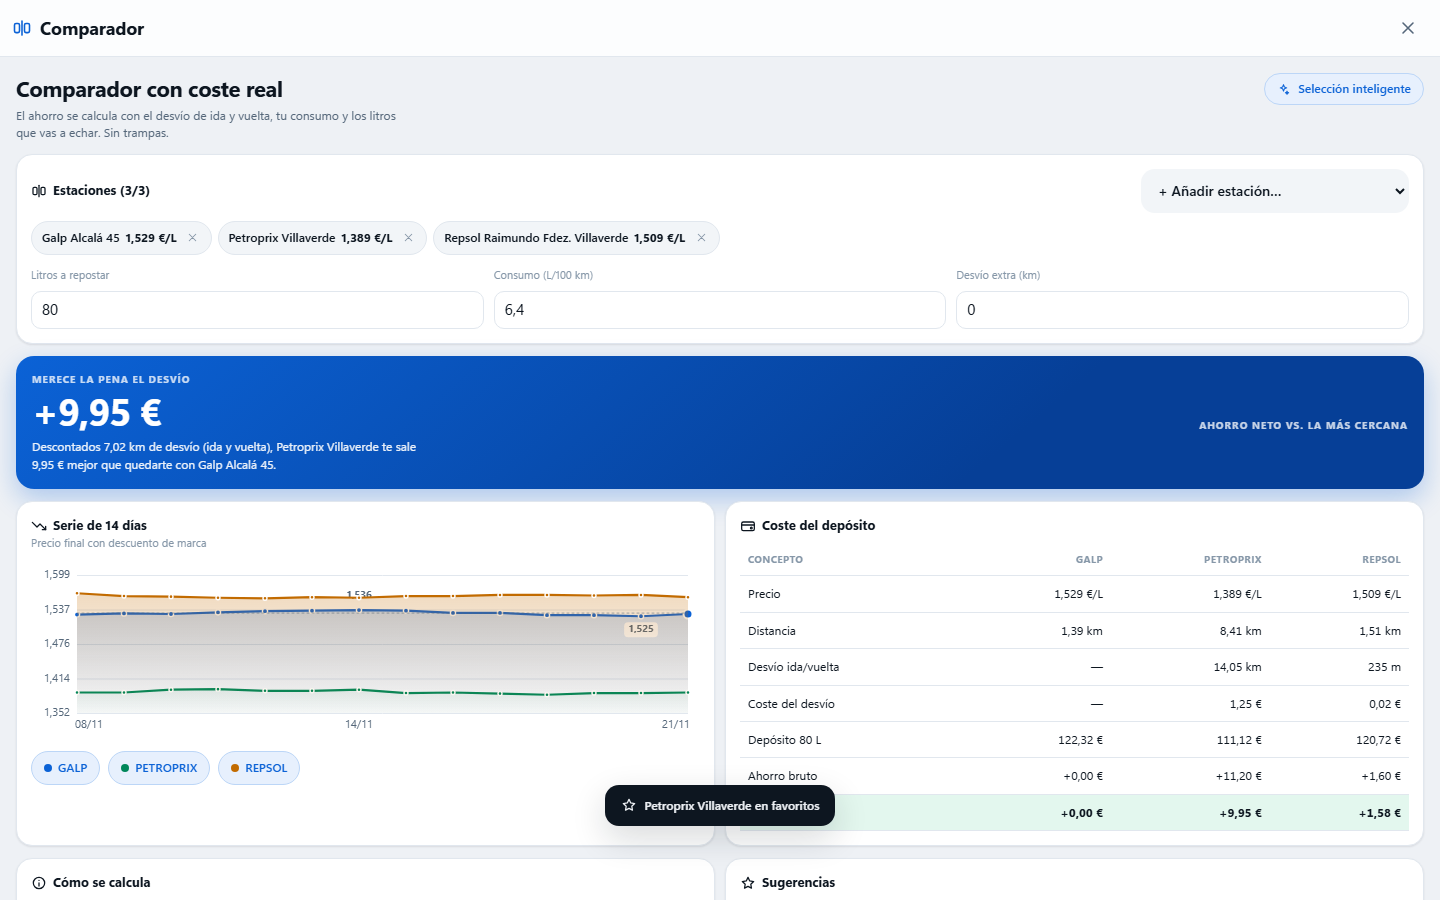 Comparador
Comparador con coste real
El ahorro se calcula con el desvío de ida y vuelta, tu consumo y los litros
que vas a echar. Sin trampas.
Selección inteligente
Estaciones (3/3)
+ Añadir estación...
Galp Alcalá 45 1,529 €/L
Petroprix Villaverde 1,389 €/L
Repsol Raimundo Fdez. Villaverde 1,509 €/L
Litros a repostar
Consumo (L/100 km)
Desvío extra (km)
80
6,4
0
MERECE LA PENA EL DESVÍO
+9,95 €
Descontados 7,02 km de desvío (ida y vuelta), Petroprix Villaverde te sale
9,95 € mejor que quedarte con Galp Alcalá 45.
AHORRO NETO VS. LA MÁS CERCANA
Serie de 14 días
Precio final con descuento de marca
1,599
1,537
1,476
1,414
1,352
1,536
1,525
08/11
14/11
21/11
GALP
PETROPRIX
REPSOL
Coste del depósito
CONCEPTO GALP PETROPRIX REPSOL
Precio 1,529 €/L 1,389 €/L 1,509 €/L
Distancia 1,39 km 8,41 km 1,51 km
Desvío ida/vuelta — 14,05 km 235 m
Coste del desvío — 1,25 € 0,02 €
Depósito 80 L 122,32 € 111,12 € 120,72 €
Ahorro bruto +0,00 € +11,20 € +1,60 €
+0,00 € +9,95 € +1,58 €
Petroprix Villaverde en favoritos
Cómo se calcula
Sugerencias